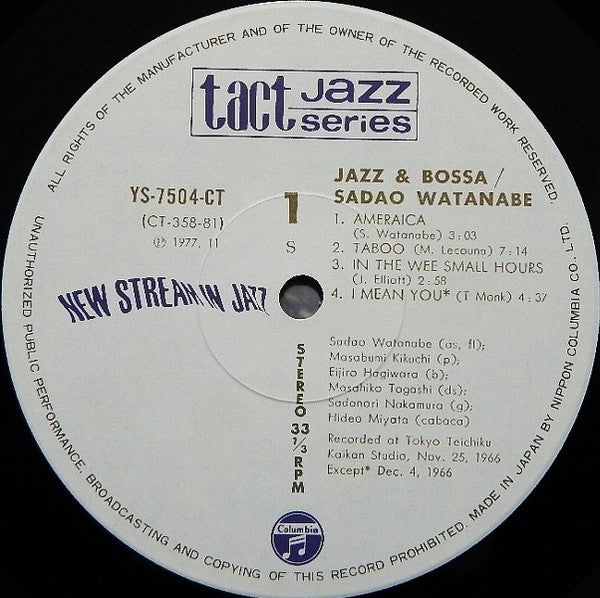 ALL RIGHTS OF THE MANUFACTURER AND OF THE OWNER OF THE RECORDED WORK RESERVED.
UNAUTHORIZED PUBLIC PERFORMANCE. BROADCASTING AND COPYING OF THIS RECORD PROHIBITED. MADE IN JAPAN BY NIPPON COLUMBIA CO., LTD.
tact JAZZ series
YS-7504-CT
(CT-358-81)
Ⓟ 1977. 11
1
S
JAZZ & BOSSA /
SADAO WATANABE
1. AMERAICA
(S. Watanabe) 3:03
2. TABOO (M. Lecouna) 7:14
3. IN THE WEE SMALL HOURS
(J. Elliott) 2:58
4. I MEAN YOU* (T Monk) 4:37
NEW STREAM IN JAZZ
STEREO 33 1/3 RPM
Sadao Watanabe (as, fl);
Masabumi Kikuchi (p);
Eijiro Hagiwara (b);
Masahiko Togashi (ds);
Sadanori Nakamura (g);
Hideo Miyata (cabaca)
Recorded at Tokyo Teichiku
Kaikan Studio, Nov. 25, 1966
Except* Dec. 4, 1966
Columbia